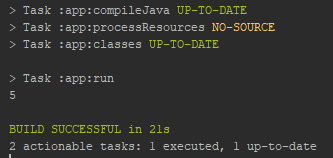 > Task :app:compileJava UP-TO-DATE
> Task :app:processResources NO-SOURCE
> Task :app:classes UP-TO-DATE
> Task :app:run
5
BUILD SUCCESSFUL in 21s
2 actionable tasks: 1 executed, 1 up-to-date